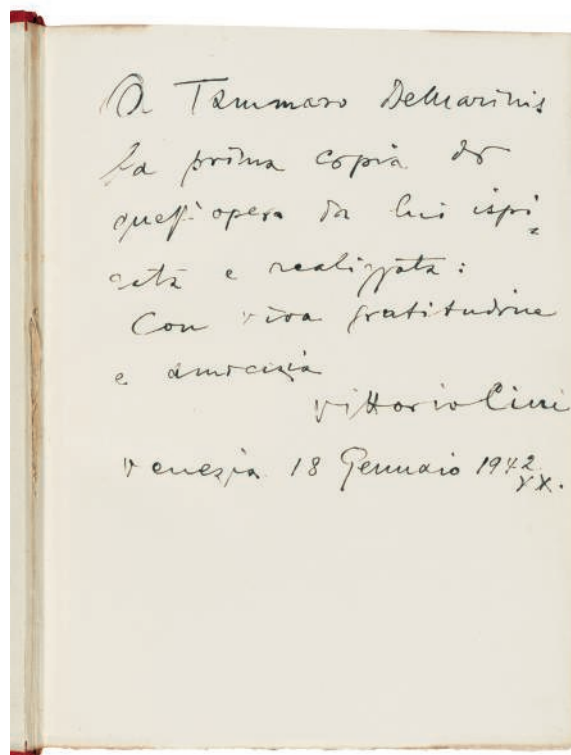 A Tammaro DeMarinis
la prima copia di
quest'opera da lui ispi=
rata e realizzata:
Con viva gratitudine
e amicizia
Vittorio Cini
Venezia 18 Gennaio 1942
XX.